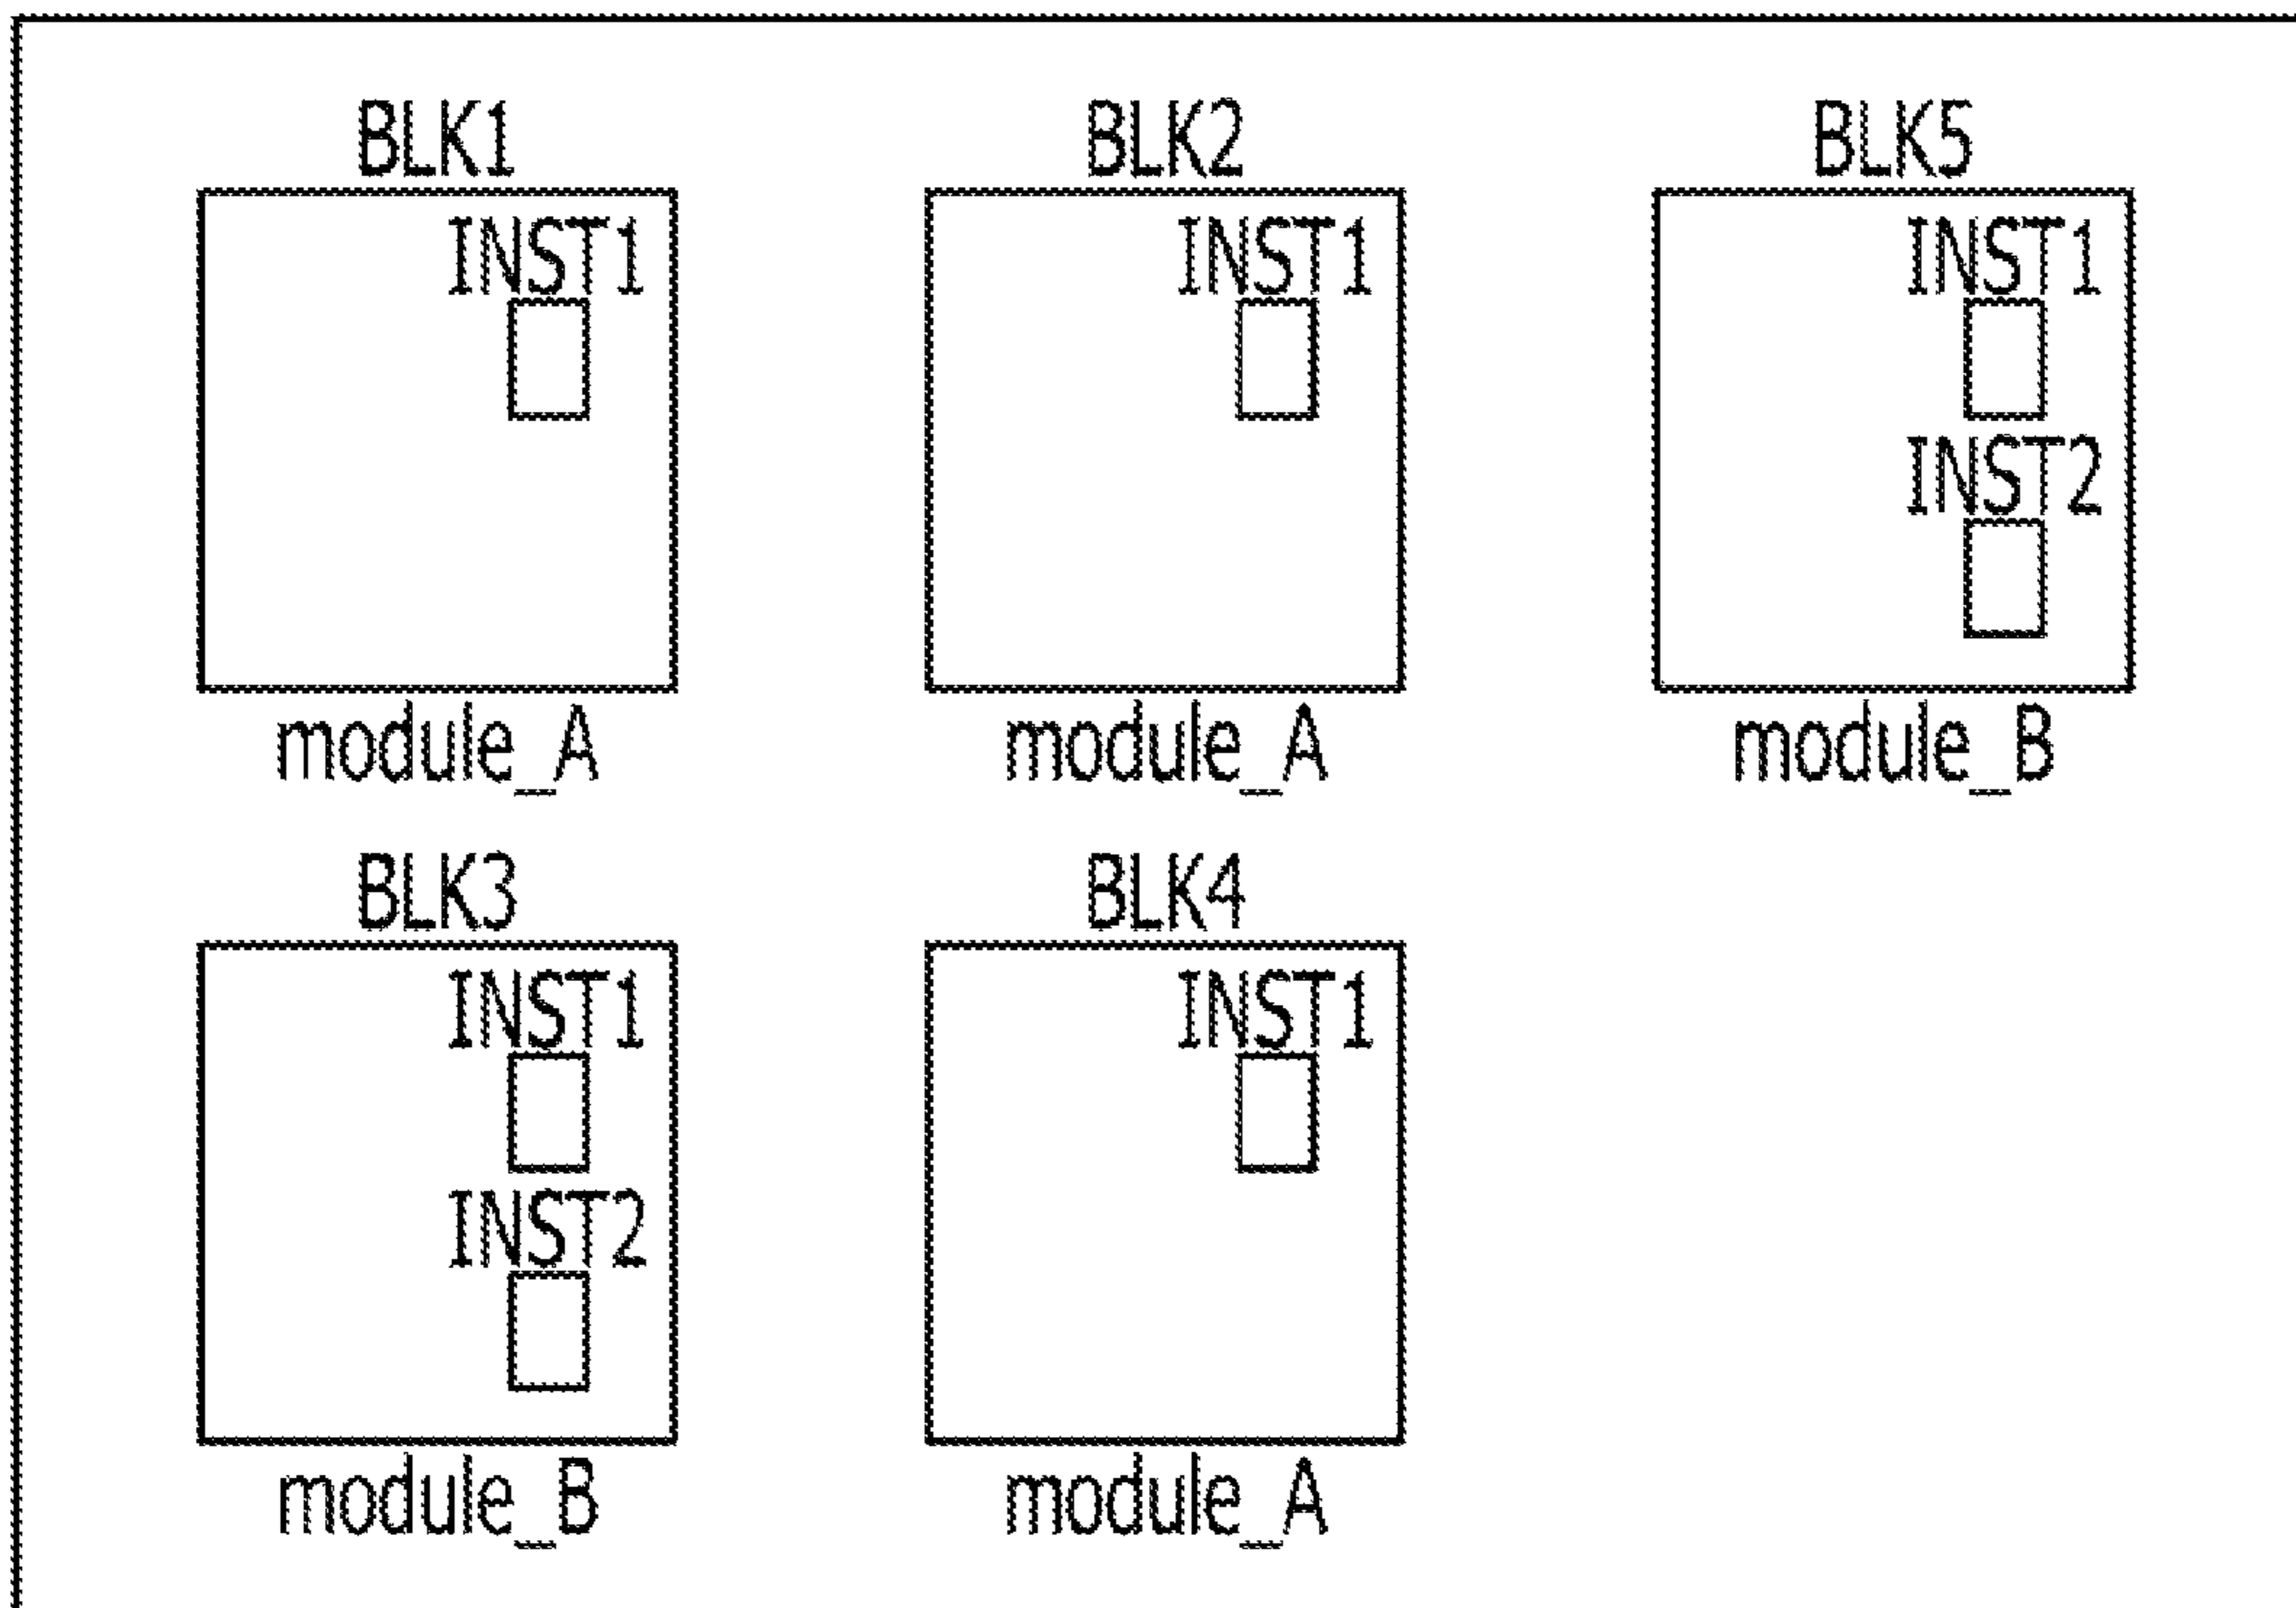 BLK1 BLK2 BLK5
INST1 INST1 INST1
INST2
module_A module_A module_B
BLK3 BLK4
INST1 INST1
INST2
module_B module_A